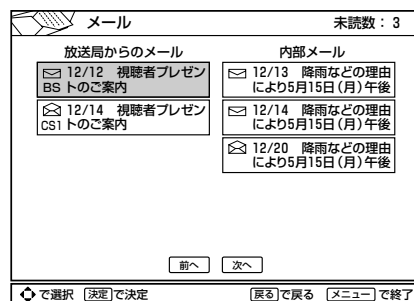 メール
未読数： 3
放送局からのメール
12/12 視聴者プレゼン
BS トのご案内
12/14 視聴者プレゼン
CS1 トのご案内
内部メール
12/13 降雨などの理由
により5月15日（月）午後
12/14 降雨などの理由
により5月15日（月）午後
12/20 降雨などの理由
により5月15日（月）午後
前へ 次へ
で選択 決定で決定 戻るで戻る メニューで終了